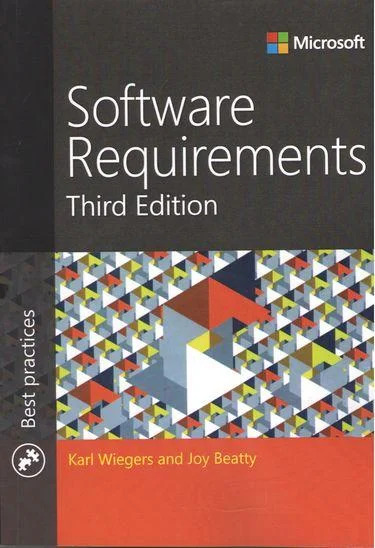 Microsoft
Software
Requirements
Third Edition
Best practices
Karl Wiegers and Joy Beatty